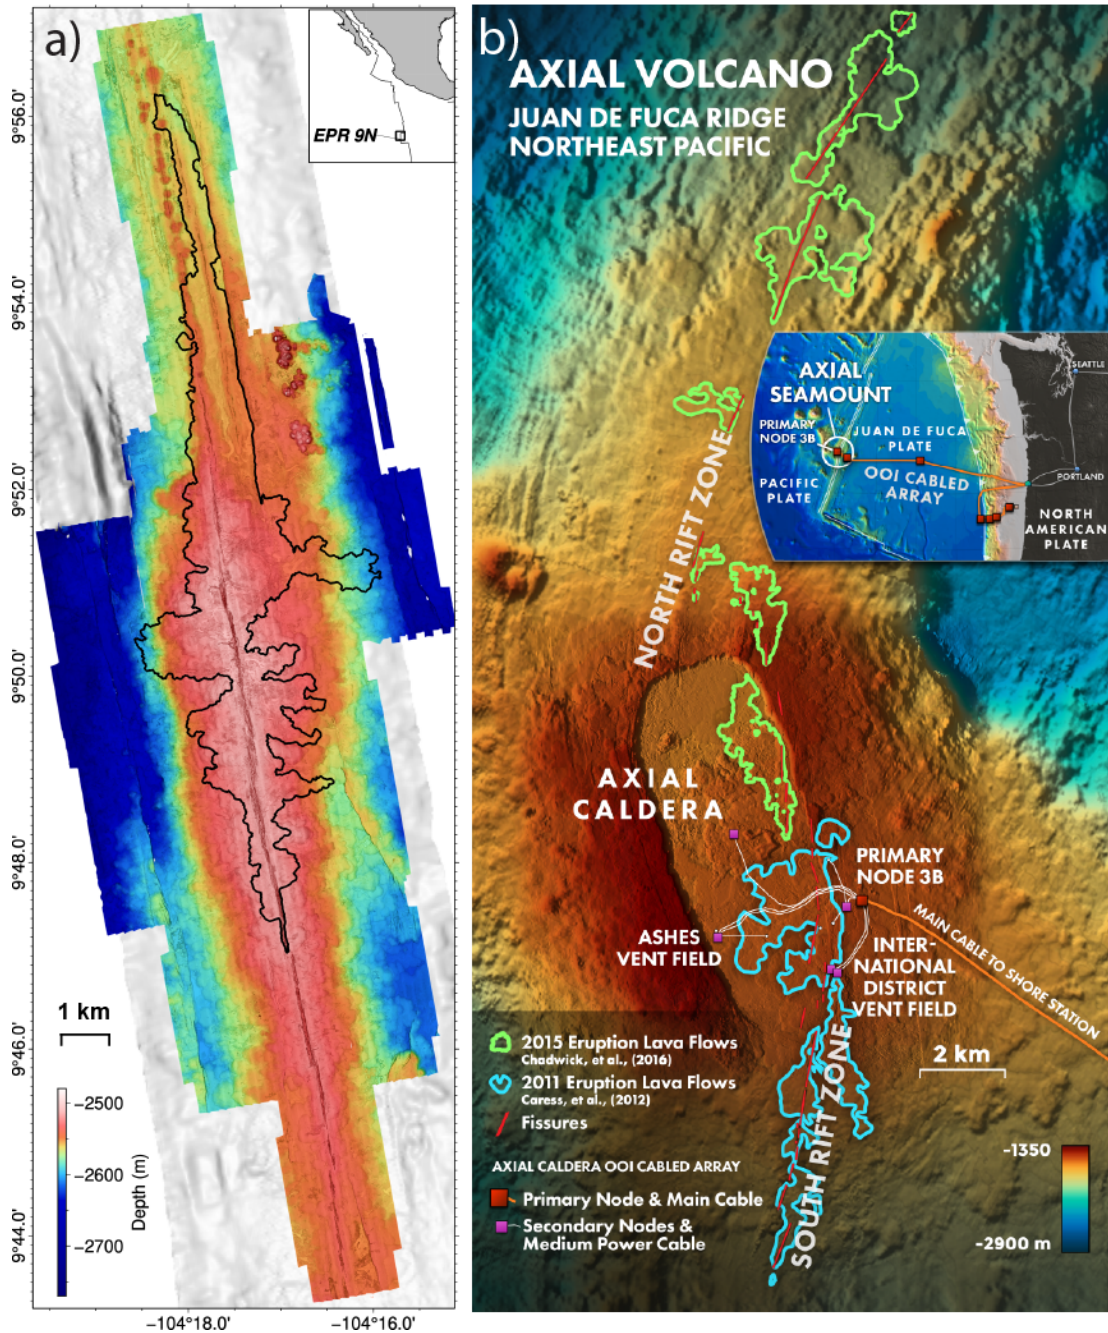 a)
EPR 9N
9°56.0'
9°54.0'
9°52.0'
9°50.0'
9°48.0'
9°46.0'
9°44.0'
1 km
−2500
−2600
−2700
Depth (m)
−104°18.0'
−104°16.0'
b)
AXIAL VOLCANO
JUAN DE FUCA RIDGE
NORTHEAST PACIFIC
AXIAL
SEAMOUNT
PRIMARY
NODE 3B
JUAN DE FUCA
PLATE
OOI CABLED
ARRAY
PACIFIC
PLATE
SEATTLE
PORTLAND
NORTH
AMERICAN
PLATE
NORTH RIFT ZONE
AXIAL
CALDERA
PRIMARY
NODE 3B
ASHES
VENT FIELD
INTER-
NATIONAL
DISTRICT
VENT FIELD
MAIN CABLE TO SHORE STATION
SOUTH RIFT ZONE
2 km
2015 Eruption Lava Flows
Chadwick, et al., (2016)
2011 Eruption Lava Flows
Caress, et al., (2012)
Fissures
AXIAL CALDERA OOI CABLED ARRAY
Primary Node & Main Cable
Secondary Nodes &
Medium Power Cable
-1350
-2900 m